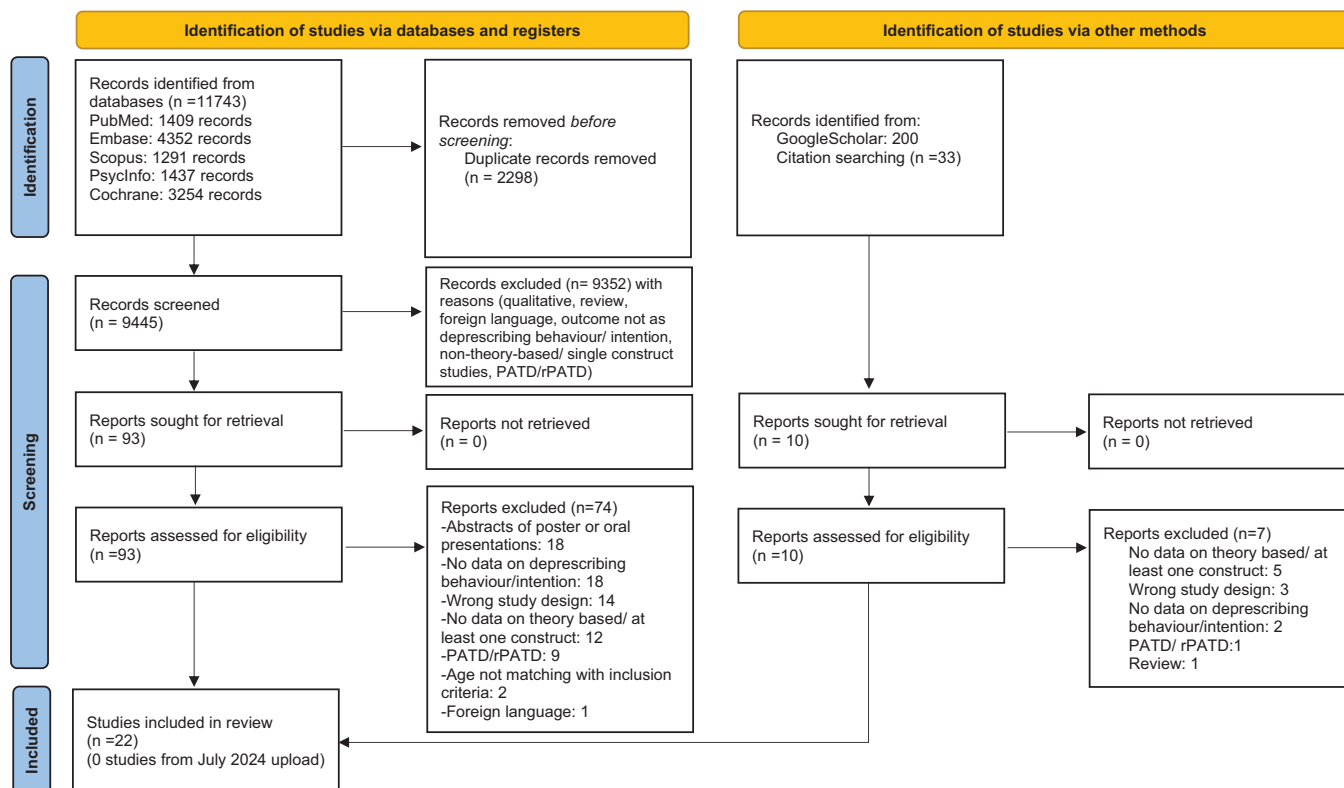 Identification of studies via databases and registers
Identification of studies via other methods
Identification
Records identified from
databases (n =11743)
PubMed: 1409 records
Embase: 4352 records
Scopus: 1291 records
PsycInfo: 1437 records
Cochrane: 3254 records
Records removed before
screening:
Duplicate records removed
(n = 2298)
Records identified from:
GoogleScholar: 200
Citation searching (n =33)
Screening
Records screened
(n = 9445)
Records excluded (n= 9352) with
reasons (qualitative, review,
foreign language, outcome not as
deprescribing behaviour/ intention,
non-theory-based/ single construct
studies, PATD/rPATD)
Reports sought for retrieval
(n = 93)
Reports not retrieved
(n = 0)
Reports sought for retrieval
(n = 10)
Reports not retrieved
(n = 0)
Reports assessed for eligibility
(n =93)
Reports excluded (n=74)
-Abstracts of poster or oral
presentations: 18
-No data on deprescribing
behaviour/intention: 18
-Wrong study design: 14
-No data on theory based/ at
least one construct: 12
-PATD/rPATD: 9
-Age not matching with inclusion
criteria: 2
-Foreign language: 1
Reports assessed for eligibility
(n =10)
Reports excluded (n=7)
No data on theory based/ at
least one construct: 5
Wrong study design: 3
No data on deprescribing
behaviour/intention: 2
PATD/ rPATD:1
Review: 1
Included
Studies included in review
(n =22)
(0 studies from July 2024 upload)